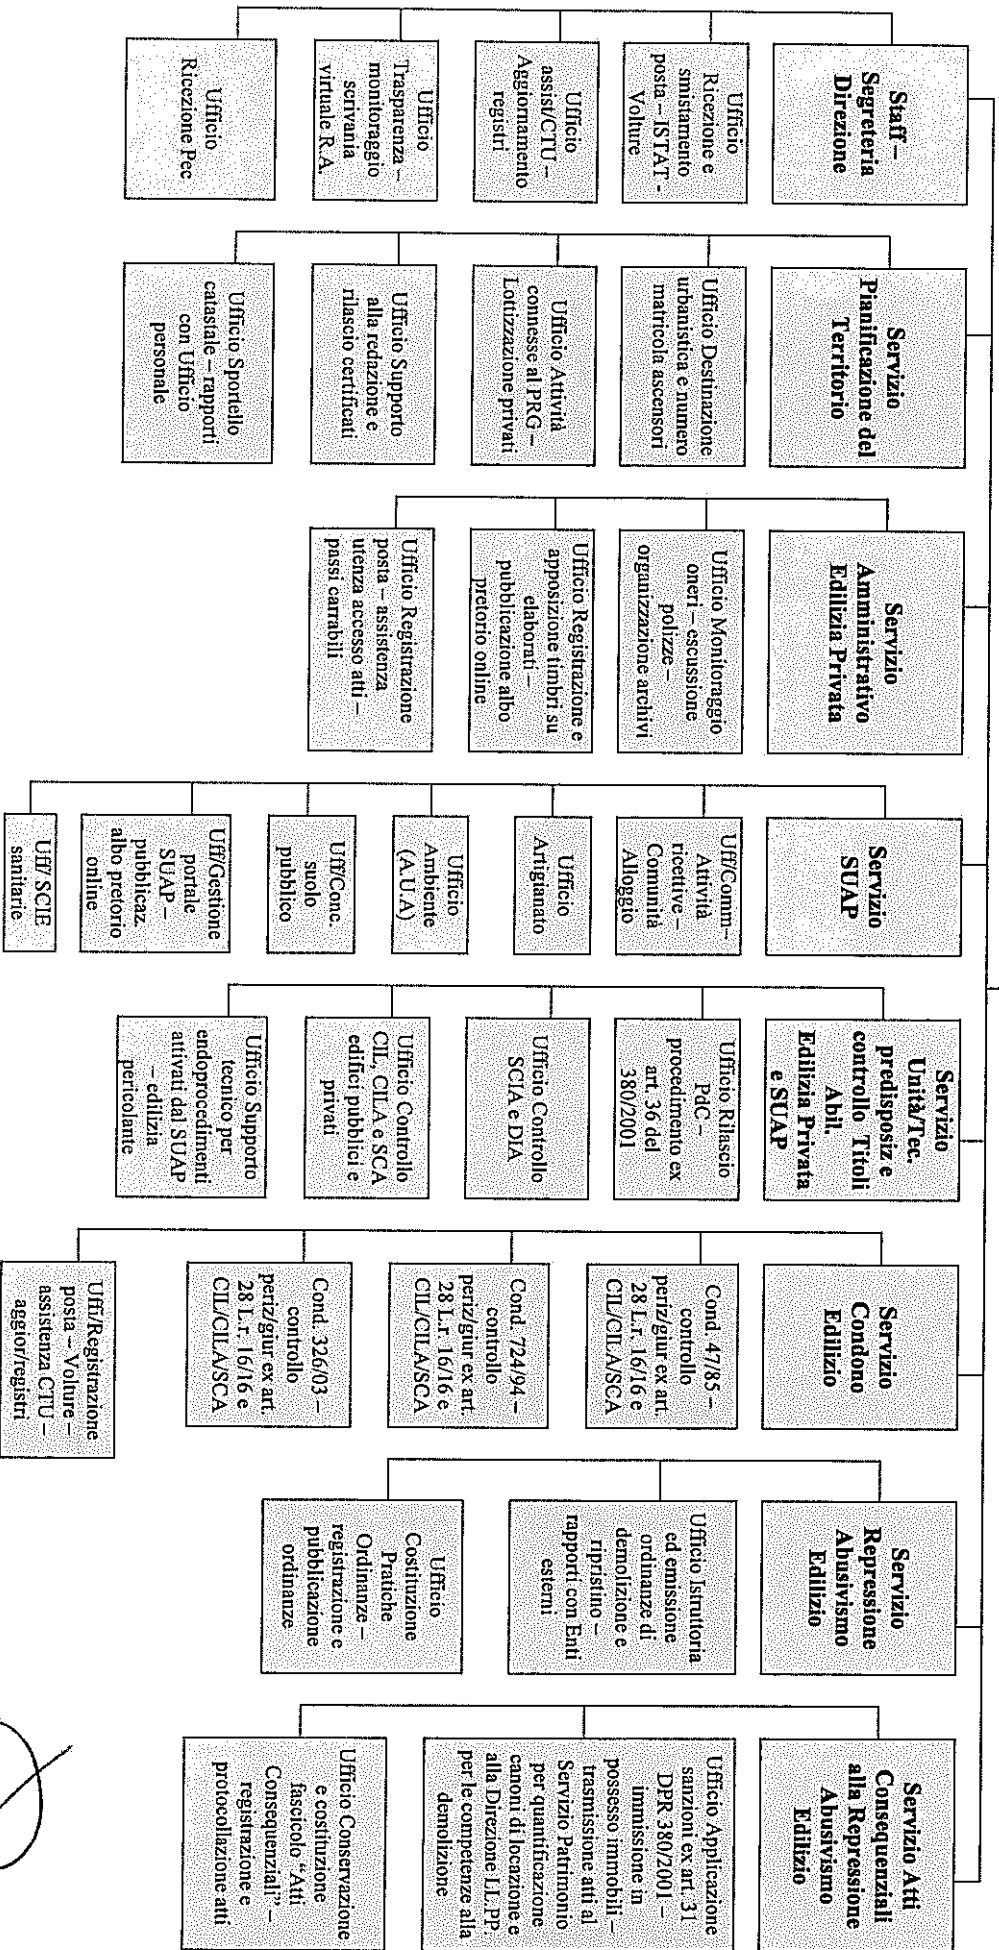 Staff –
Segreteria
Direzione
Ufficio
Ricezione e
smistamento
posta – ISTAT -
Volture
Ufficio
assist/CTU –
Aggiornamento
registri
Ufficio
Trasparenza –
monitoraggio
scrivania
virtuale R.A.
Ufficio
Ricezione Pec
Servizio
Pianificazione del
Territorio
Ufficio Destinazione
urbanistica e numero
matricola ascensori
Ufficio Attività
connesse al PRG –
Lottizzazione privati
Ufficio Supporto
alla redazione e
rilascio certificati
Ufficio Sportello
catastale – rapporti
con Ufficio
personale
Servizio
Amministrativo
Edilizia Privata
Ufficio Monitoraggio
oneri – escussione
polizze –
organizzazione archivi
Ufficio Registrazione e
apposizione timbri su
elaborati –
pubblicazione albo
pretorio online
Ufficio Registrazione
posta – assistenza
utenza accesso atti –
passi carrabili
Servizio
SUAP
Uff/Comm–
Attività
ricettive –
Comunità
Alloggio
Ufficio
Artigianato
Ufficio
Ambiente
(A.U.A)
Uff/Conc.
suolo
pubblico
Uff/Gestione
portale
SUAP –
pubblicaz.
albo pretorio
online
Uff/ SCIE
sanitarie
Servizio
Unità/Tec.
predisposiz e
controllo Titoli
Abil.
Edilizia Privata
e SUAP
Ufficio Rilascio
PdC –
procedimento ex
art. 36 del
380/2001
Ufficio Controllo
SCIA e DIA
Ufficio Controllo
CIL, CILA e SCA
edifici pubblici e
privati
Ufficio Supporto
tecnico per
endoprocedimenti
attivati dal SUAP
– edilizia
pericolante
Servizio
Condono
Edilizio
Cond. 47/85 –
controllo
periz/giur ex art.
28 L.r. 16/16 e
CIL/CILA/SCA
Cond. 724/94 –
controllo
periz/giur ex art.
28 L.r. 16/16 e
CIL/CILA/SCA
Cond. 326/03 –
controllo
periz/giur ex art.
28 L.r. 16/16 e
CIL/CILA/SCA
Uffi/Registrazione
posta – Volture –
assistenza CTU –
aggior/registri
Servizio
Repressione
Abusivismo
Edilizio
Ufficio Istruttoria
ed emissione
ordinanze di
demolizione e
ripristino –
rapporti con Enti
esterni
Ufficio
Costituzione
Pratiche
Ordinanze –
registrazione e
pubblicazione
ordinanze
Servizio Atti
Consequenziali
alla Repressione
Abusivismo
Edilizio
Ufficio Applicazione
sanzioni ex art. 31
DPR 380/2001 –
immissione in
possesso immobili –
trasmissione atti al
Servizio Patrimonio
per quantificazione
canoni di locazione e
alla Direzione LL.PP.
per le competenze alla
demolizione
Ufficio Conservazione
e costituzione
fascicolo "Atti
Consequenziali" –
registrazione e
protocollazione atti